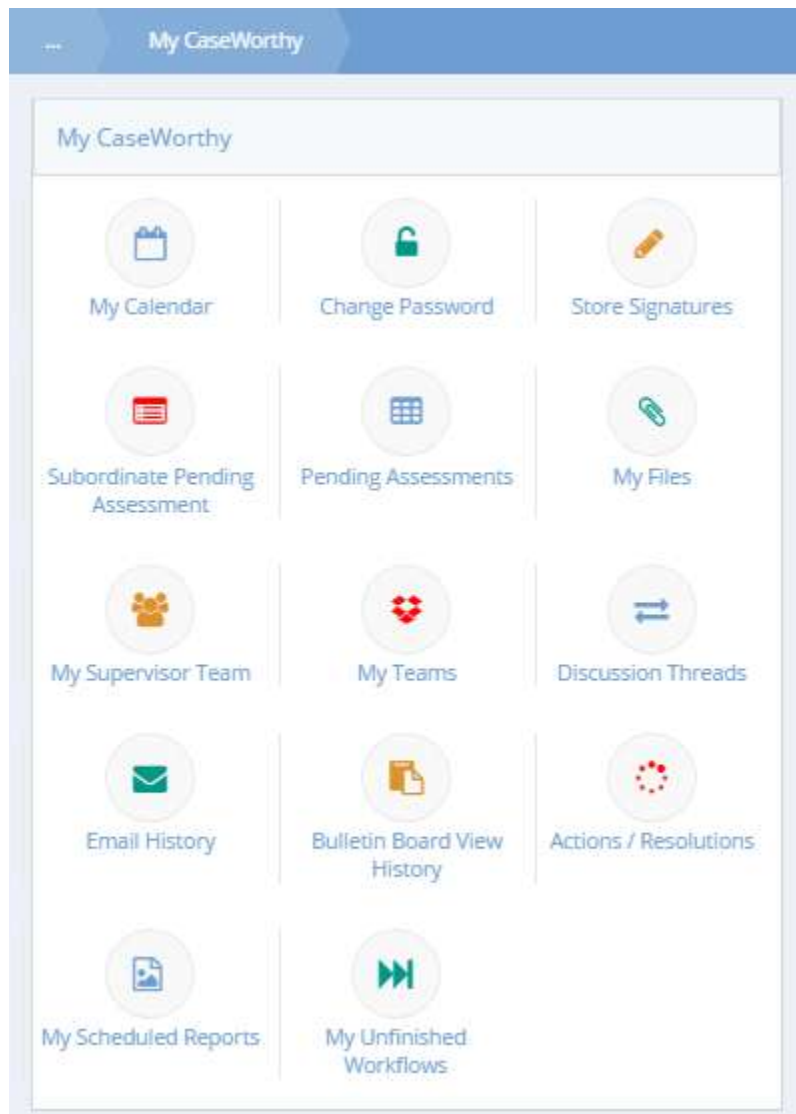 ... My CaseWorthy
My CaseWorthy
My Calendar
Change Password
Store Signatures
Subordinate Pending
Assessment
Pending Assessments
My Files
My Supervisor Team
My Teams
Discussion Threads
Email History
Bulletin Board View
History
Actions / Resolutions
My Scheduled Reports
My Unfinished
Workflows